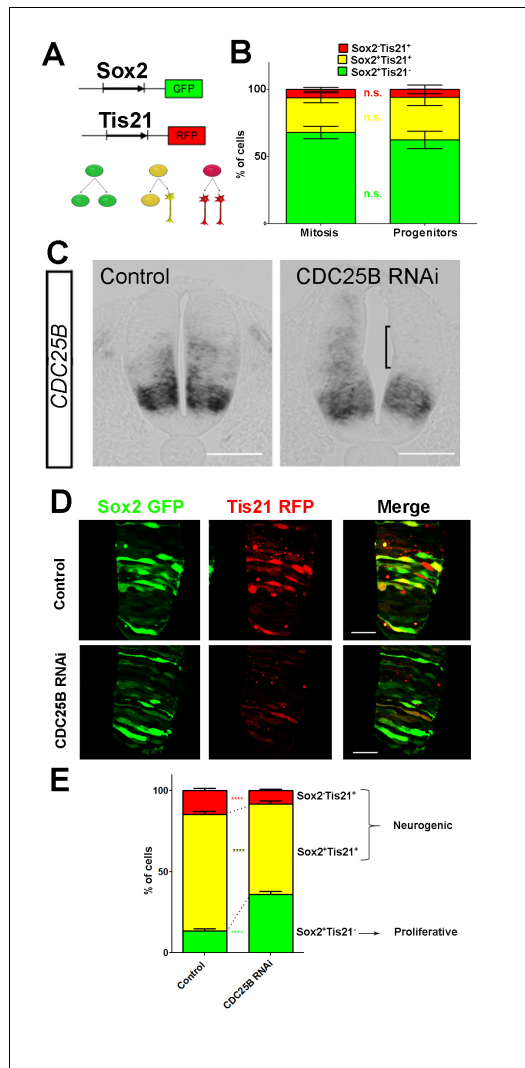 A
Sox2
GFP
Tis21
RFP
B
Sox2⁻Tis21⁺
Sox2⁺Tis21⁺
Sox2⁺Tis21⁻
% of cells
100
50
0
n.s.
n.s.
n.s.
Mitosis Progenitors
C
CDC25B
Control
CDC25B RNAi
D
Sox2 GFP Tis21 RFP Merge
Control
CDC25B RNAi
E
% of cells
100
50
0
****
****
****
Sox2⁻Tis21⁺
Sox2⁺Tis21⁺
Neurogenic
Sox2⁺Tis21⁻ Proliferative
Control
CDC25B RNAi